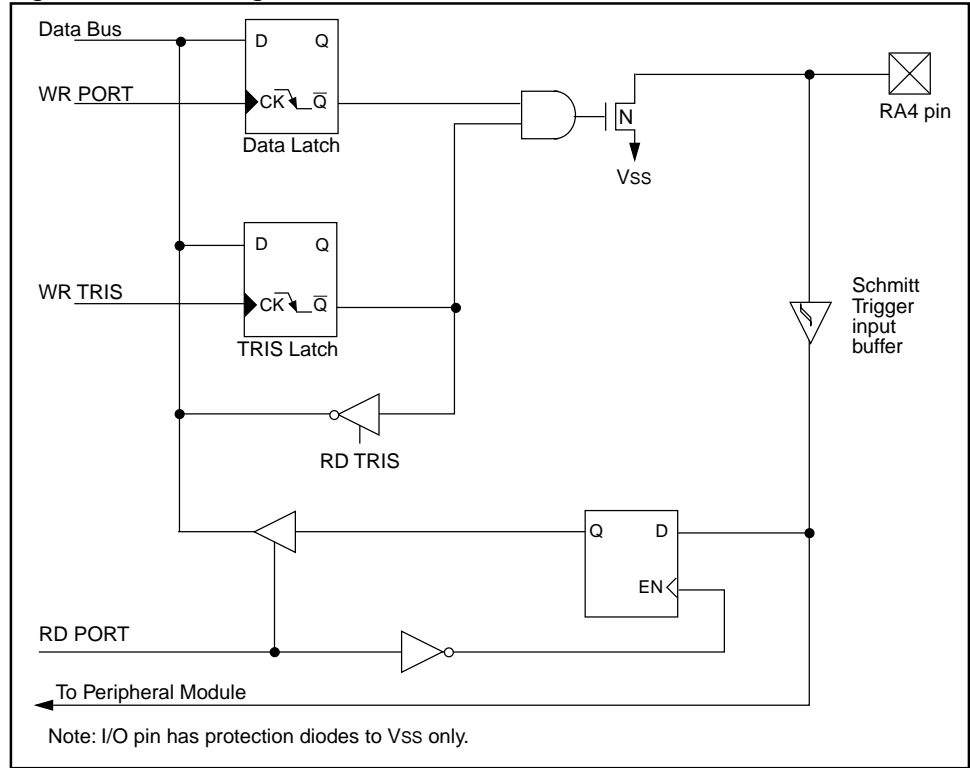 Data Bus
D Q
WR PORT
CK Q̅
Data Latch
N
VSS
RA4 pin
D Q
WR TRIS
CK Q̅
TRIS Latch
Schmitt
Trigger
input
buffer
RD TRIS
Q D
EN
RD PORT
To Peripheral Module
Note: I/O pin has protection diodes to VSS only.